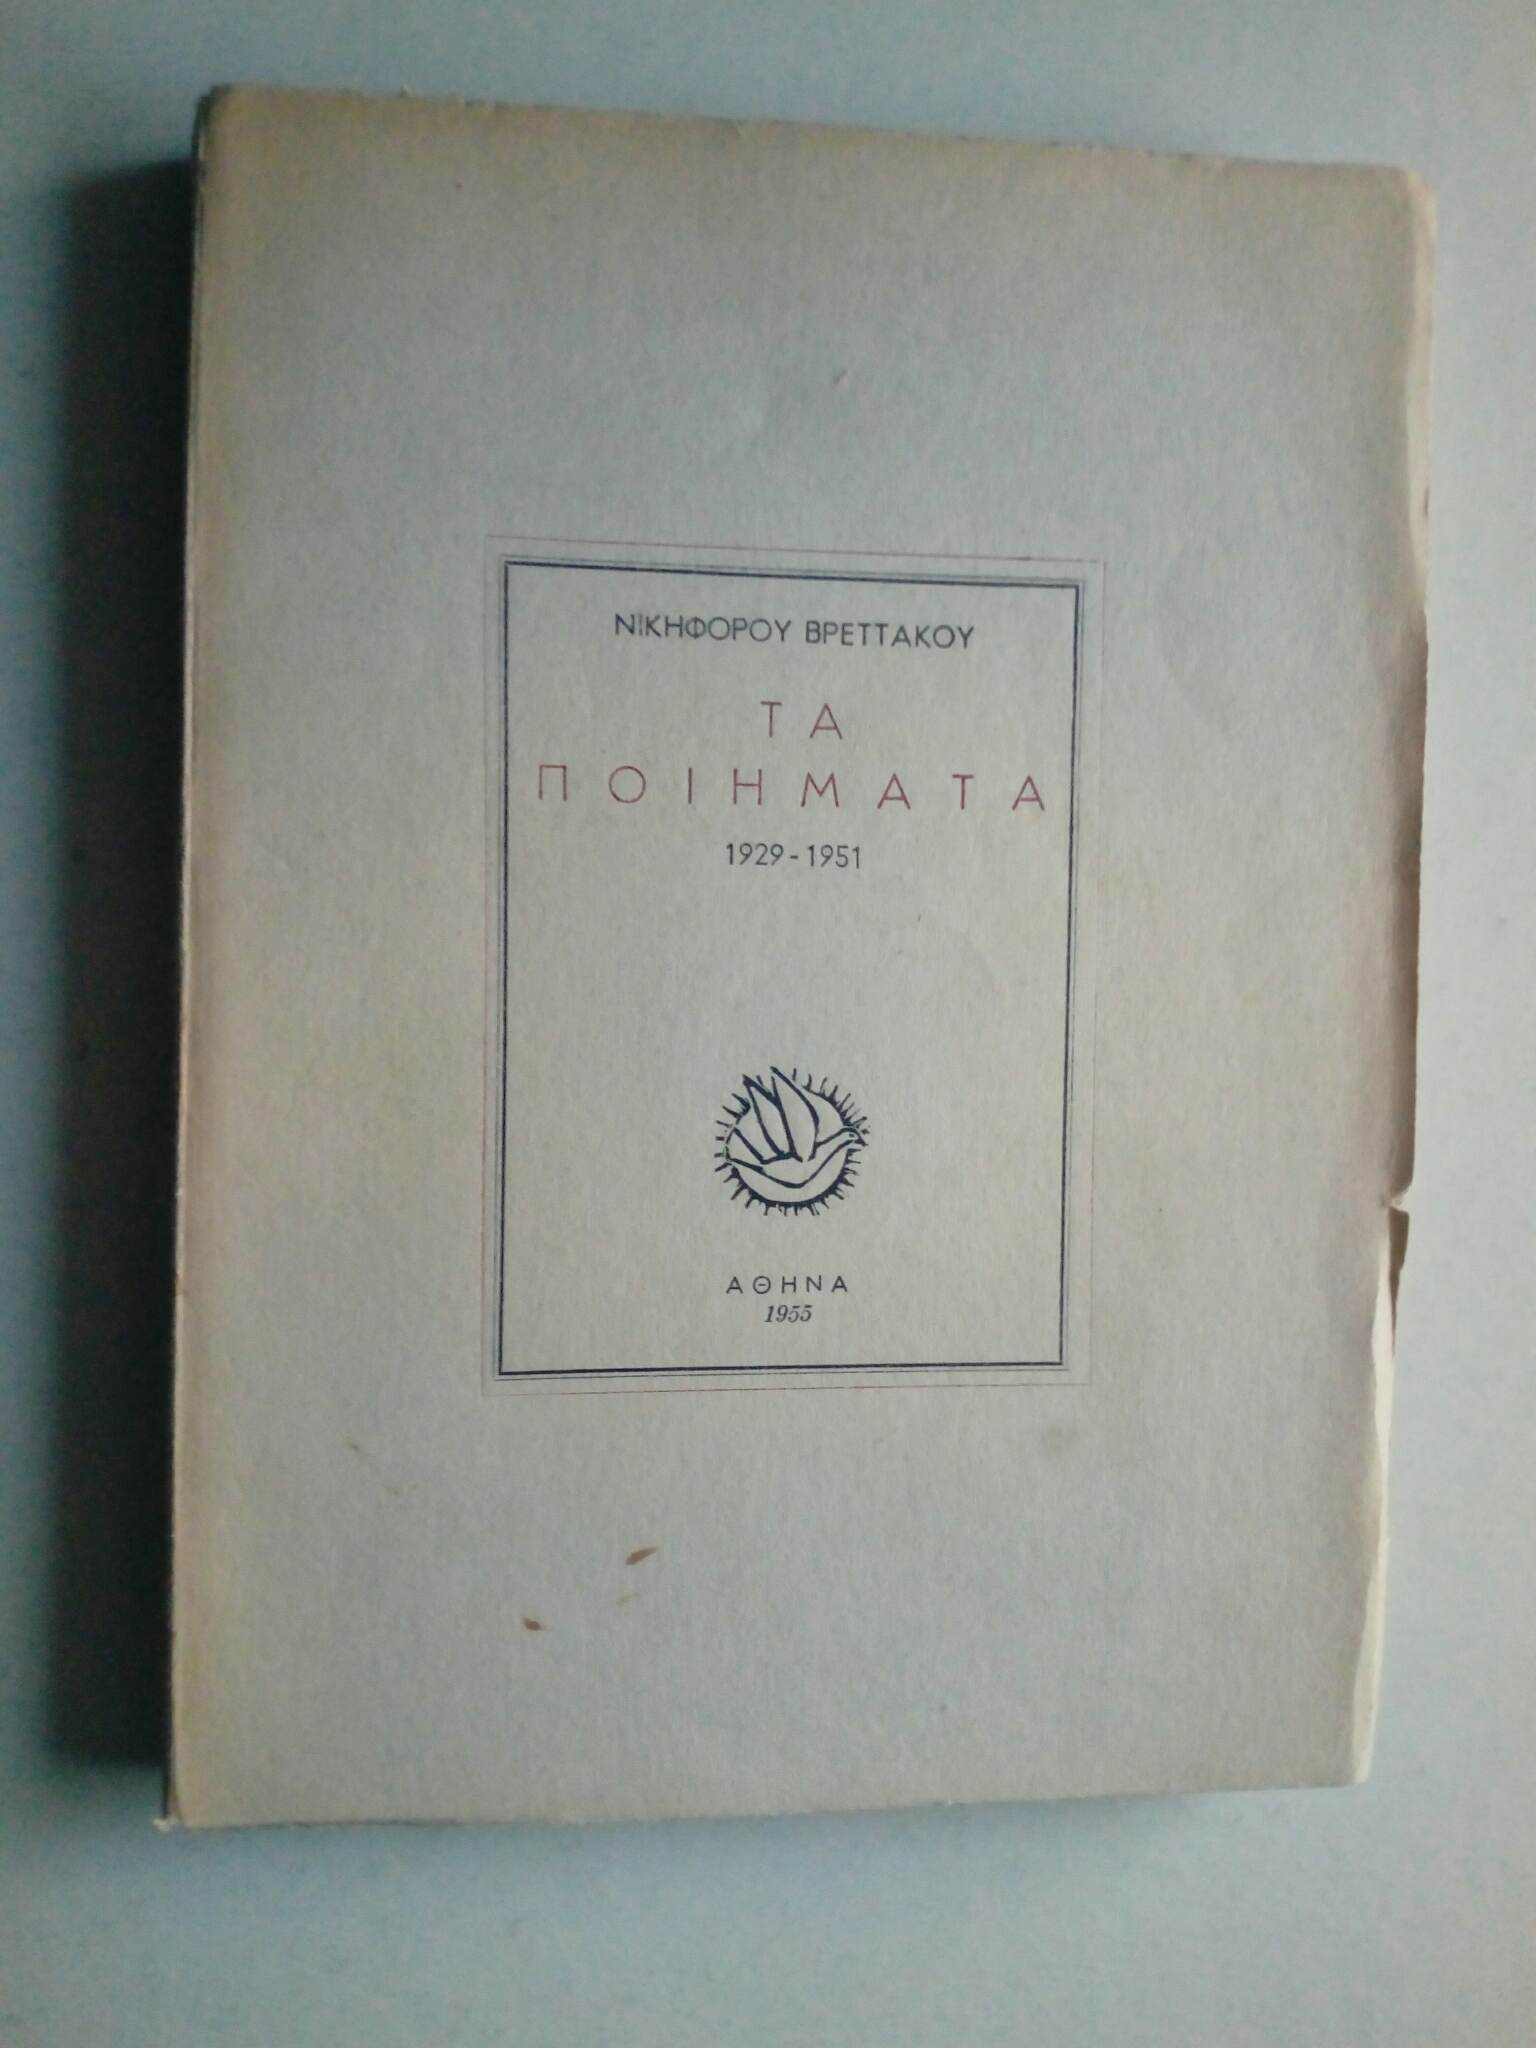 ΝΙΚΗΦΟΡΟΥ ΒΡΕΤΤΑΚΟΥ
ΤΑ
ΠΟΙΗΜΑΤΑ
1929 - 1951
ΑΘΗΝΑ
1955